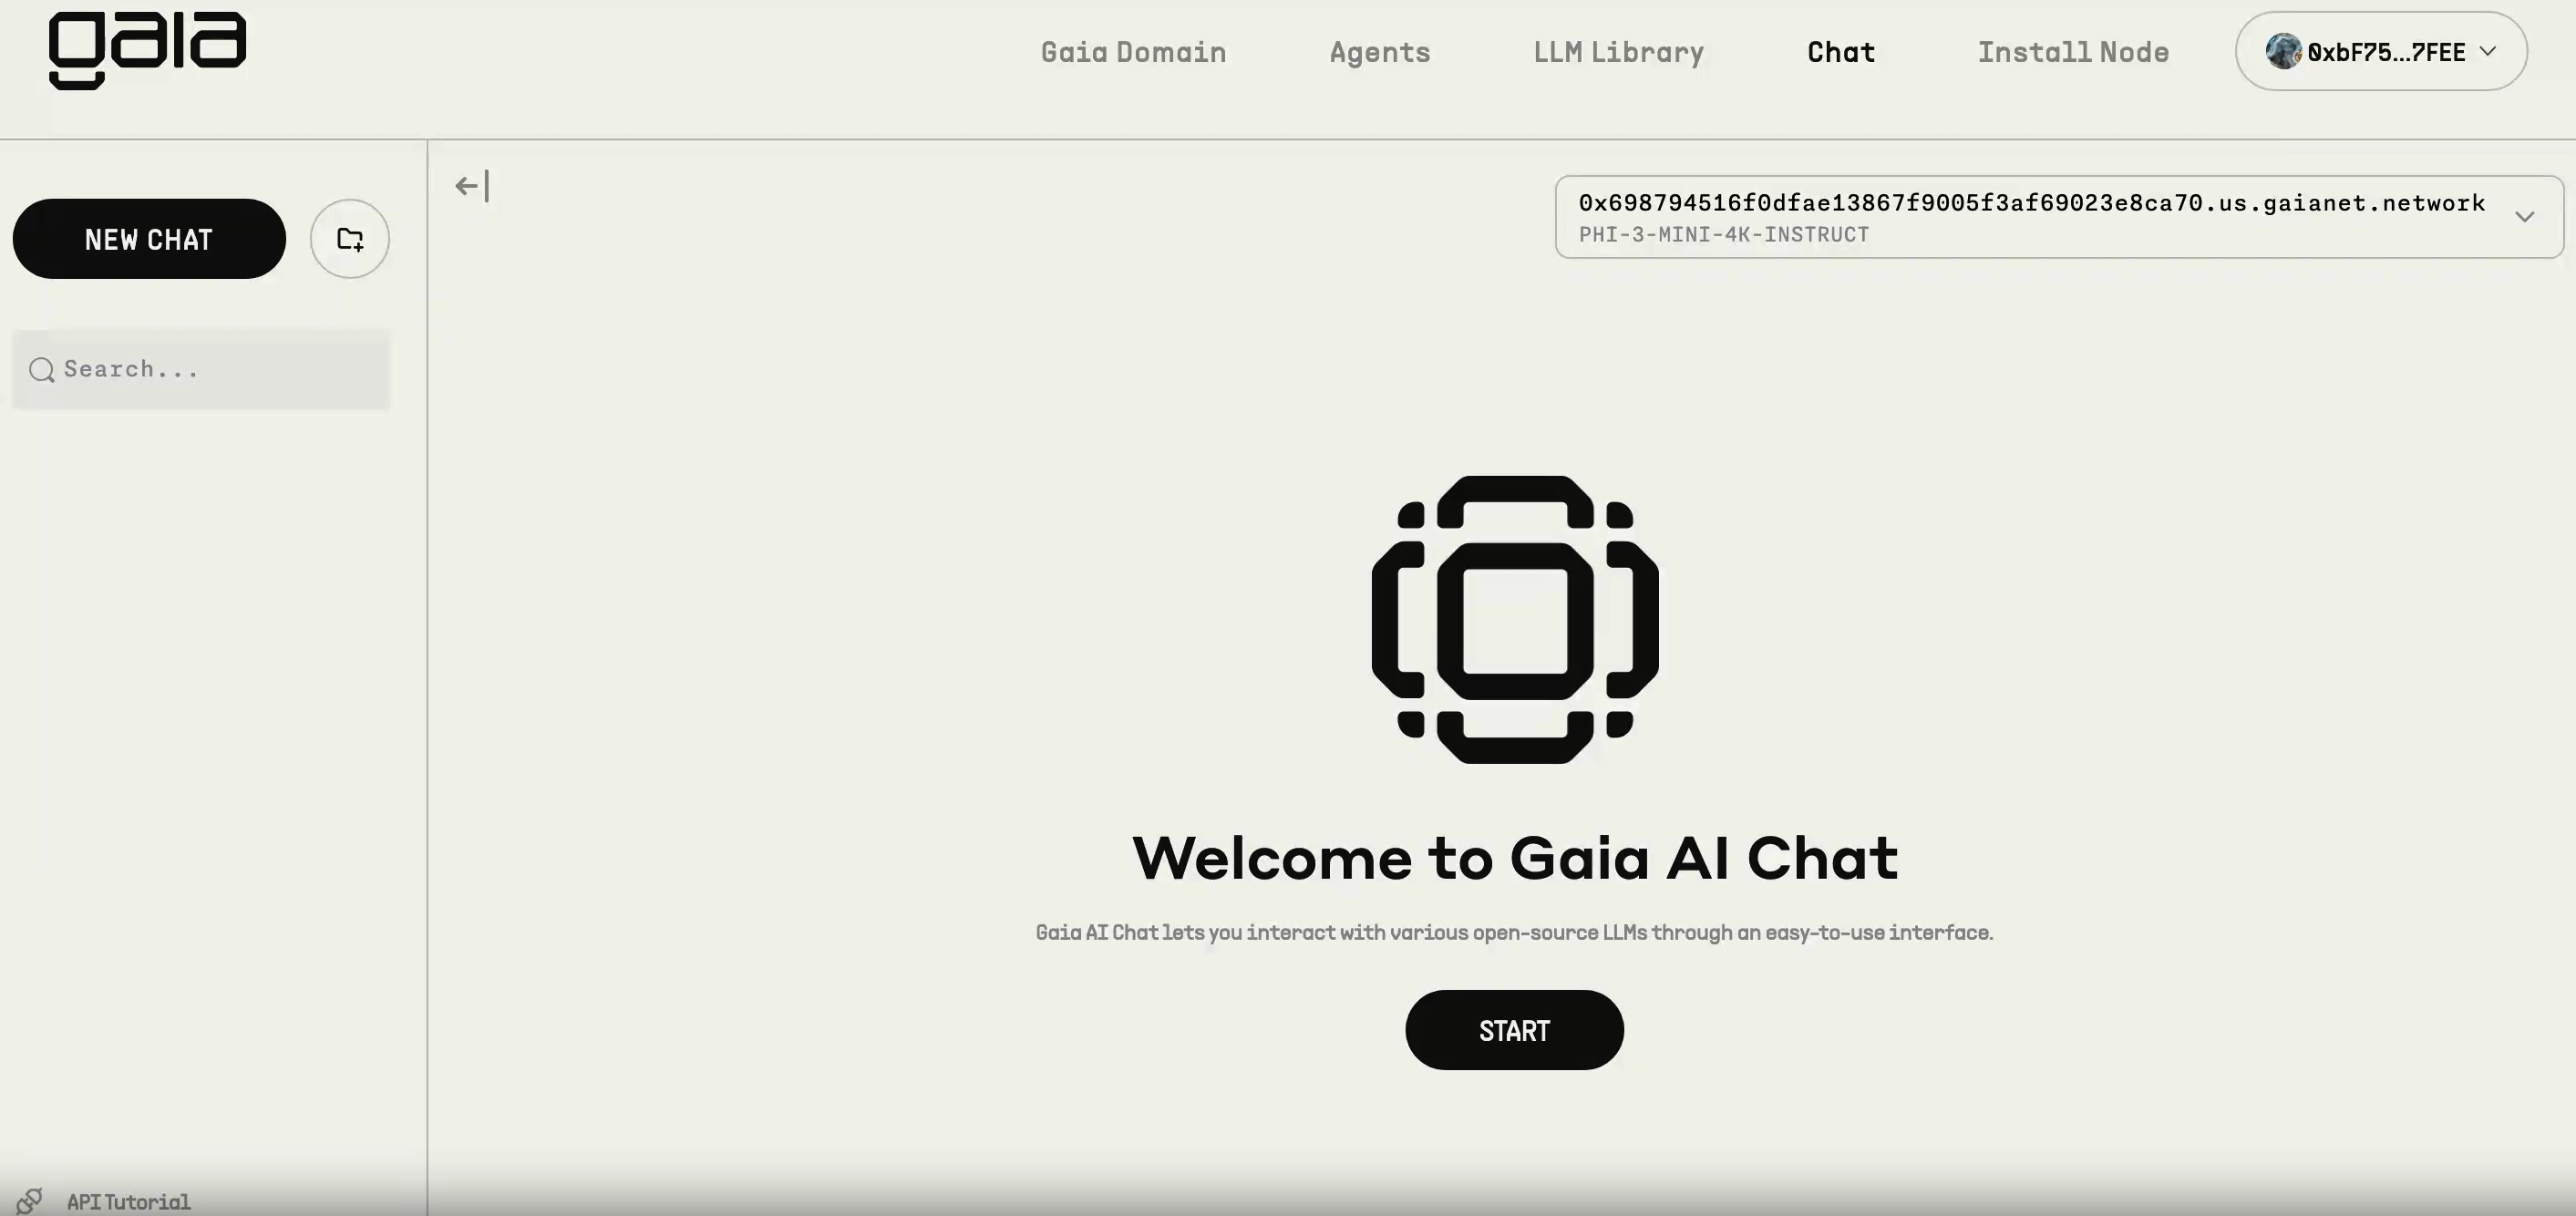 gaia
Gaia Domain
Agents
LLM Library
Chat
Install Node
0xbF75...7FEE
NEW CHAT
0x698794516f0dfae13867f9005f3af69023e8ca70.us.gaianet.network
PHI-3-MINI-4K-INSTRUCT
Search...
Welcome to Gaia AI Chat
Gaia AI Chat lets you interact with various open-source LLMs through an easy-to-use interface.
START
API Tutorial